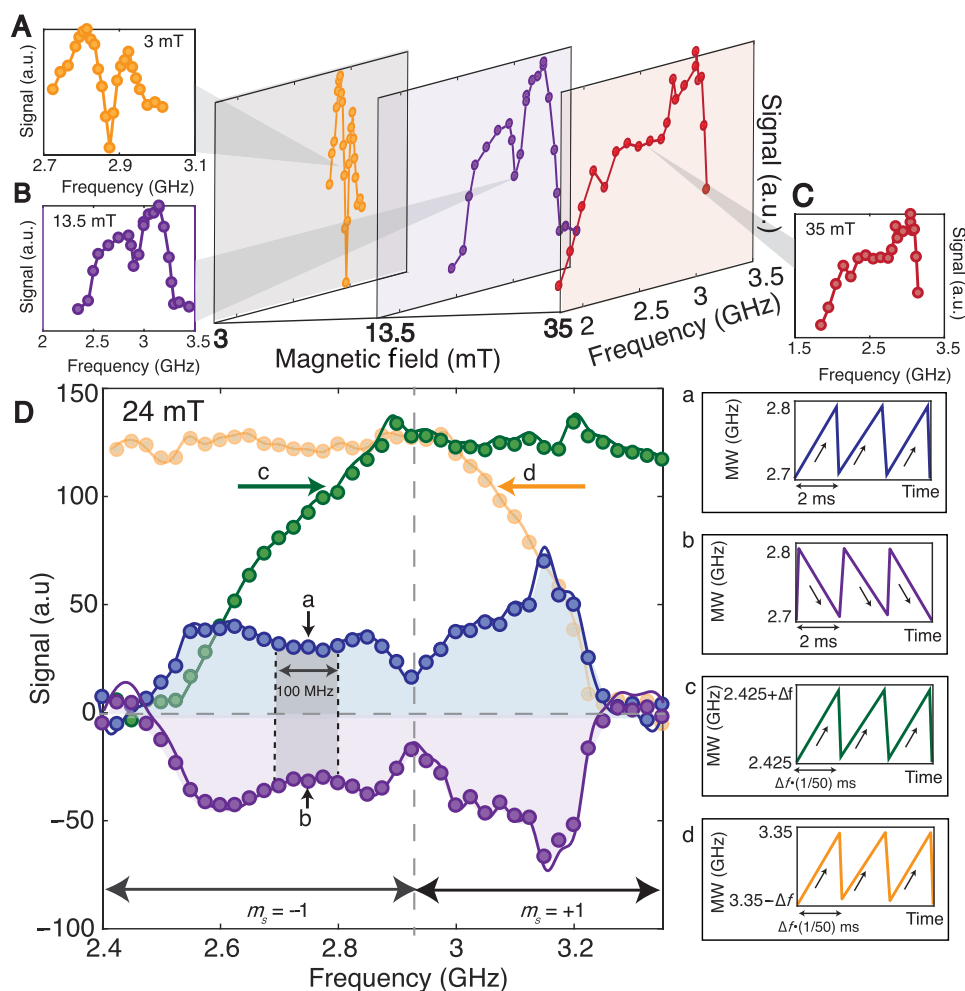 A
3 mT
Signal (a.u.)
2.7
2.9
3.1
Frequency (GHz)
B
13.5 mT
Signal (a.u.)
2
2.5
3
3.5
Frequency (GHz)
3
13.5
35
Magnetic field (mT)
2
2.5
3
3.5
Frequency (GHz)
Signal (a.u.)
C
35 mT
Signal (a.u.)
1.5
2.5
3.5
Frequency (GHz)
D
24 mT
150
100
50
0
−50
−100
Signal (a.u)
c
d
a
100 MHz
b
ms = −1
ms = +1
2.4
2.6
2.8
3
3.2
Frequency (GHz)
a
MW (GHz)
2.8
2.7
2 ms
Time
b
MW (GHz)
2.8
2.7
2 ms
Time
c
MW (GHz)
2.425+Δf
2.425
Δf•(1/50) ms
Time
d
MW (GHz)
3.35
3.35−Δf
Δf•(1/50) ms
Time